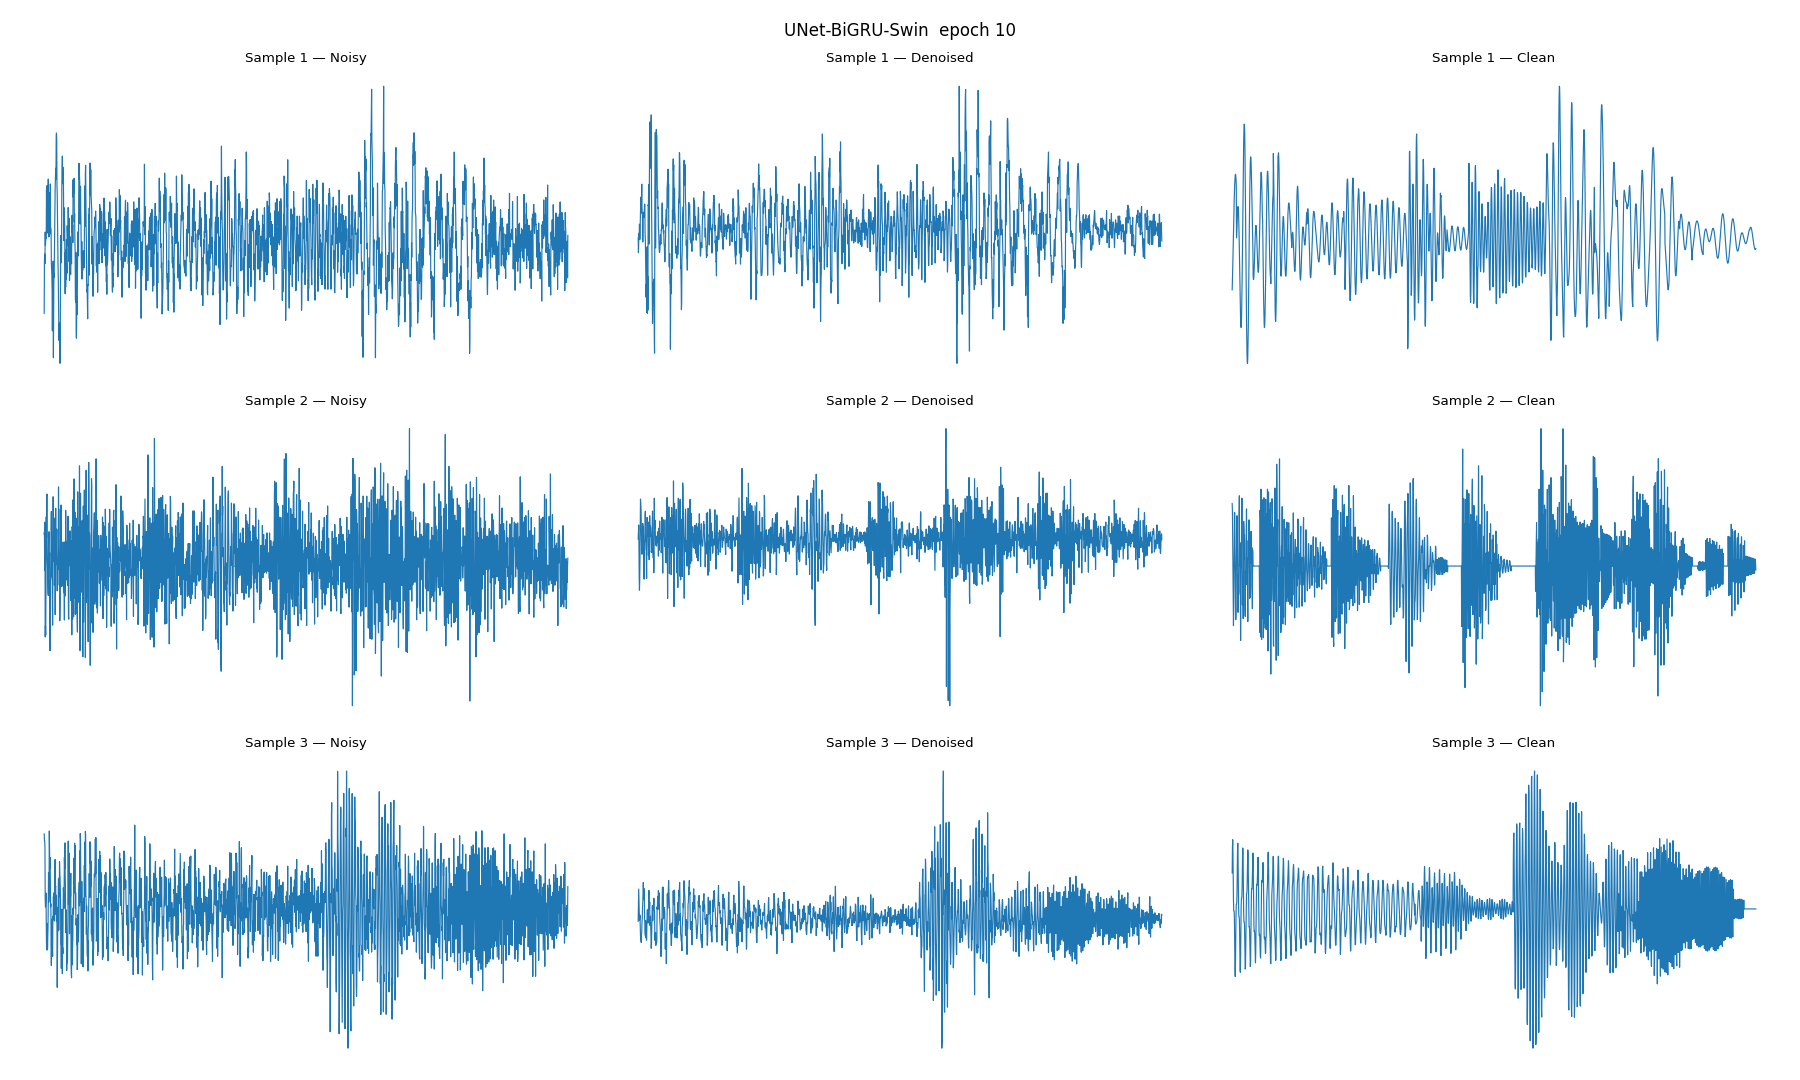 UNet-BiGRU-Swin  epoch 10
Sample 1 — Noisy
Sample 1 — Denoised
Sample 1 — Clean
Sample 2 — Noisy
Sample 2 — Denoised
Sample 2 — Clean
Sample 3 — Noisy
Sample 3 — Denoised
Sample 3 — Clean